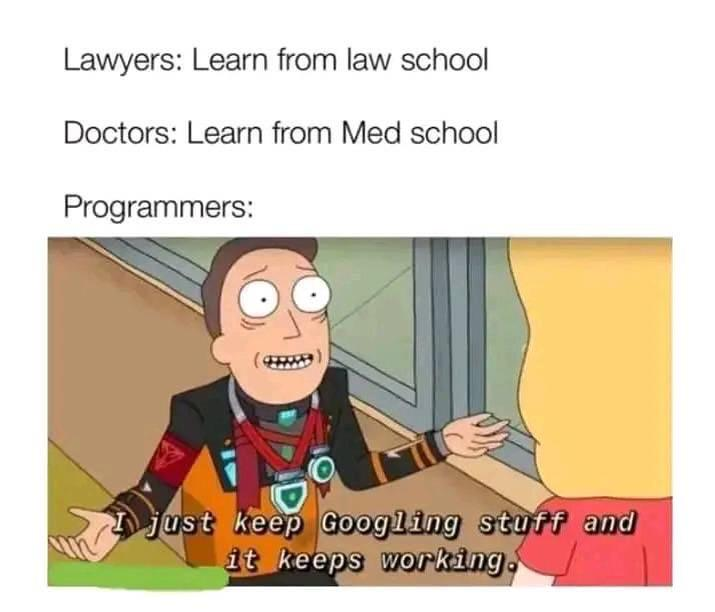 Lawyers: Learn from law school
Doctors: Learn from Med school
Programmers:
I just keep Googling stuff and
it keeps working.